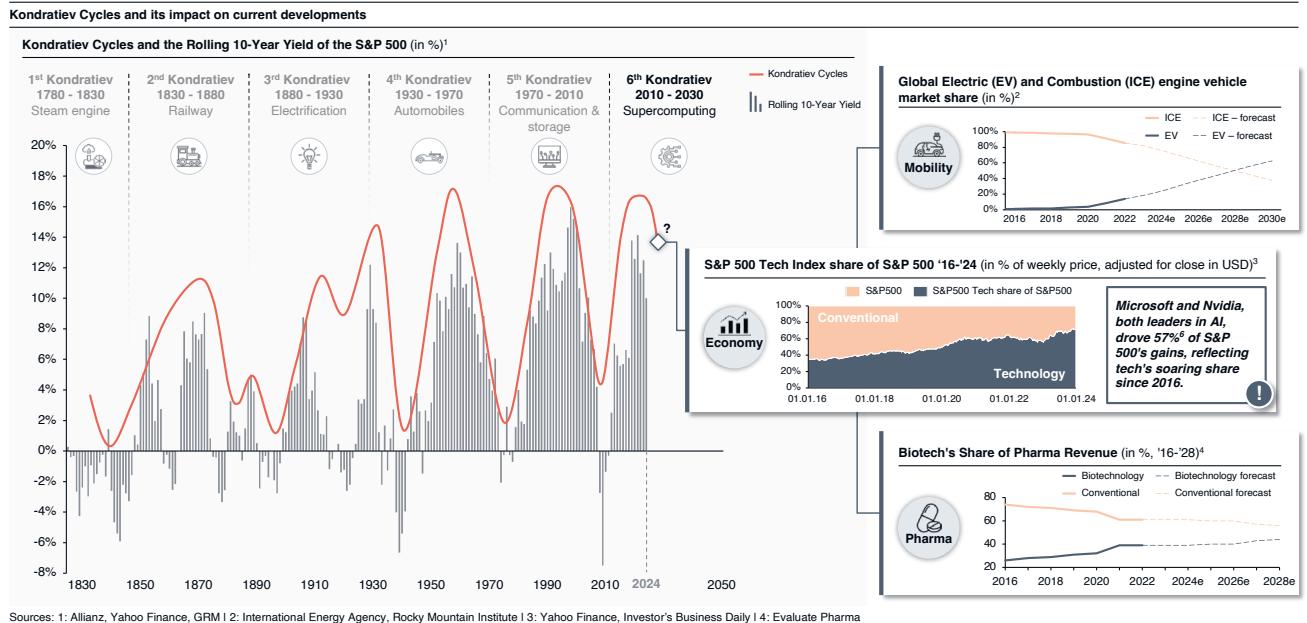 Kondratiev Cycles and its impact on current developments
Kondratiev Cycles and the Rolling 10-Year Yield of the S&P 500 (in %)¹
1st Kondratiev
1780 - 1830
Steam engine
2nd Kondratiev
1830 - 1880
Railway
3rd Kondratiev
1880 - 1930
Electrification
4th Kondratiev
1930 - 1970
Automobiles
5th Kondratiev
1970 - 2010
Communication &
storage
6th Kondratiev
2010 - 2030
Supercomputing
Kondratiev Cycles
Rolling 10-Year Yield
20%
18%
16%
14%
12%
10%
8%
6%
4%
2%
0%
-2%
-4%
-6%
-8%
?
1830 1850 1870 1890 1910 1930 1950 1970 1990 2010 2024 2050
Global Electric (EV) and Combustion (ICE) engine vehicle
market share (in %)²
Mobility
ICE ICE – forecast
EV EV – forecast
100%
80%
60%
40%
20%
0%
2016 2018 2020 2022 2024e 2026e 2028e 2030e
S&P 500 Tech Index share of S&P 500 ‘16-‘24 (in % of weekly price, adjusted for close in USD)³
Economy
S&P500 S&P500 Tech share of S&P500
100%
80%
60%
40%
20%
0%
Conventional
Technology
01.01.16 01.01.18 01.01.20 01.01.22 01.01.24
Microsoft and Nvidia,
both leaders in AI,
drove 57%⁶ of S&P
500's gains, reflecting
tech's soaring share
since 2016.
!
Biotech's Share of Pharma Revenue (in %, '16-'28)⁴
Pharma
Biotechnology Biotechnology forecast
Conventional Conventional forecast
80
60
40
20
2016 2018 2020 2022 2024e 2026e 2028e
Sources: 1: Allianz, Yahoo Finance, GRM | 2: International Energy Agency, Rocky Mountain Institute | 3: Yahoo Finance, Investor’s Business Daily | 4: Evaluate Pharma